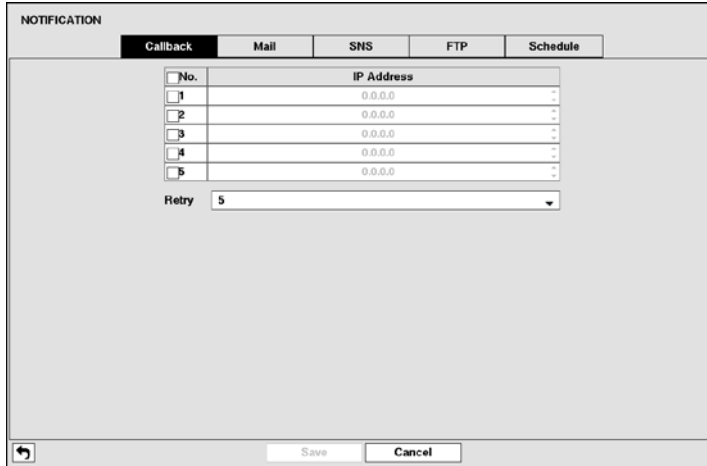 NOTIFICATION
Callback Mail SNS FTP Schedule
No. IP Address
1 0.0.0.0
2 0.0.0.0
3 0.0.0.0
4 0.0.0.0
5 0.0.0.0
Retry 5
Save Cancel